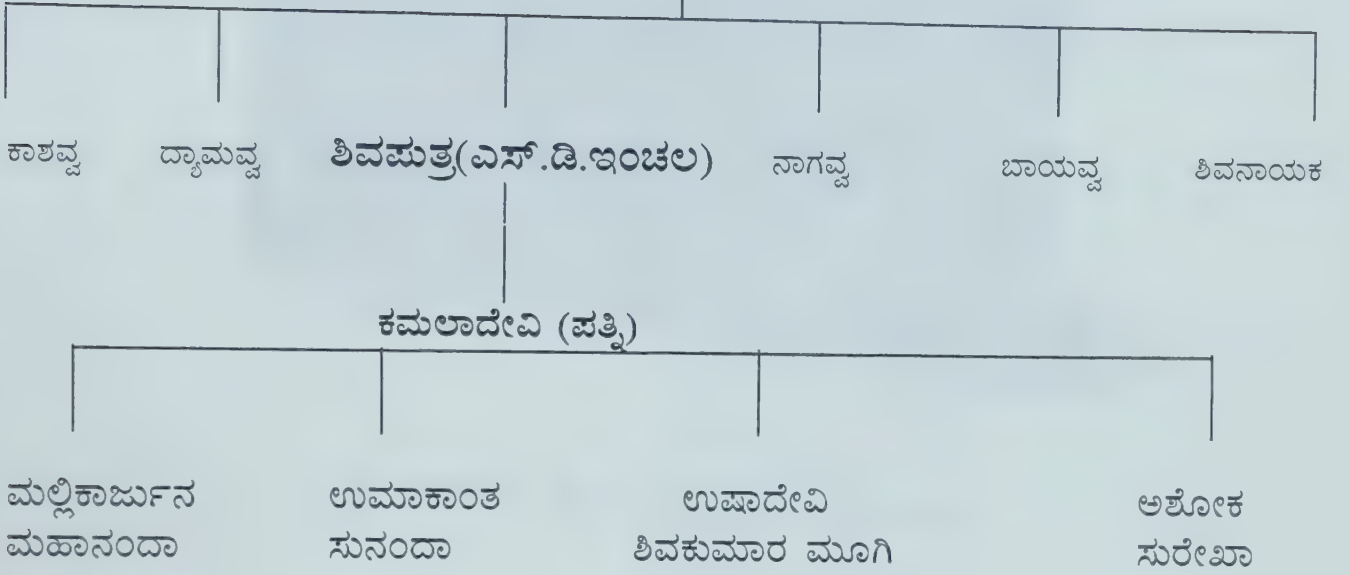 ಕಾಶವ್ವ ದ್ಯಾಮವ್ವ ಶಿವಪುತ್ರ(ಎಸ್.ಡಿ.ಇಂಚಲ) ನಾಗವ್ವ ಬಾಯವ್ವ ಶಿವನಾಯಕ
ಕಮಲಾದೇವಿ (ಪತ್ನಿ)
ಮಲ್ಲಿಕಾರ್ಜುನ ಉಮಾಕಾಂತ ಉಷಾದೇವಿ ಅಶೋಕ
ಮಹಾನಂದಾ ಸುನಂದಾ ಶಿವಕುಮಾರ ಮೂಗಿ ಸುರೇಖಾ